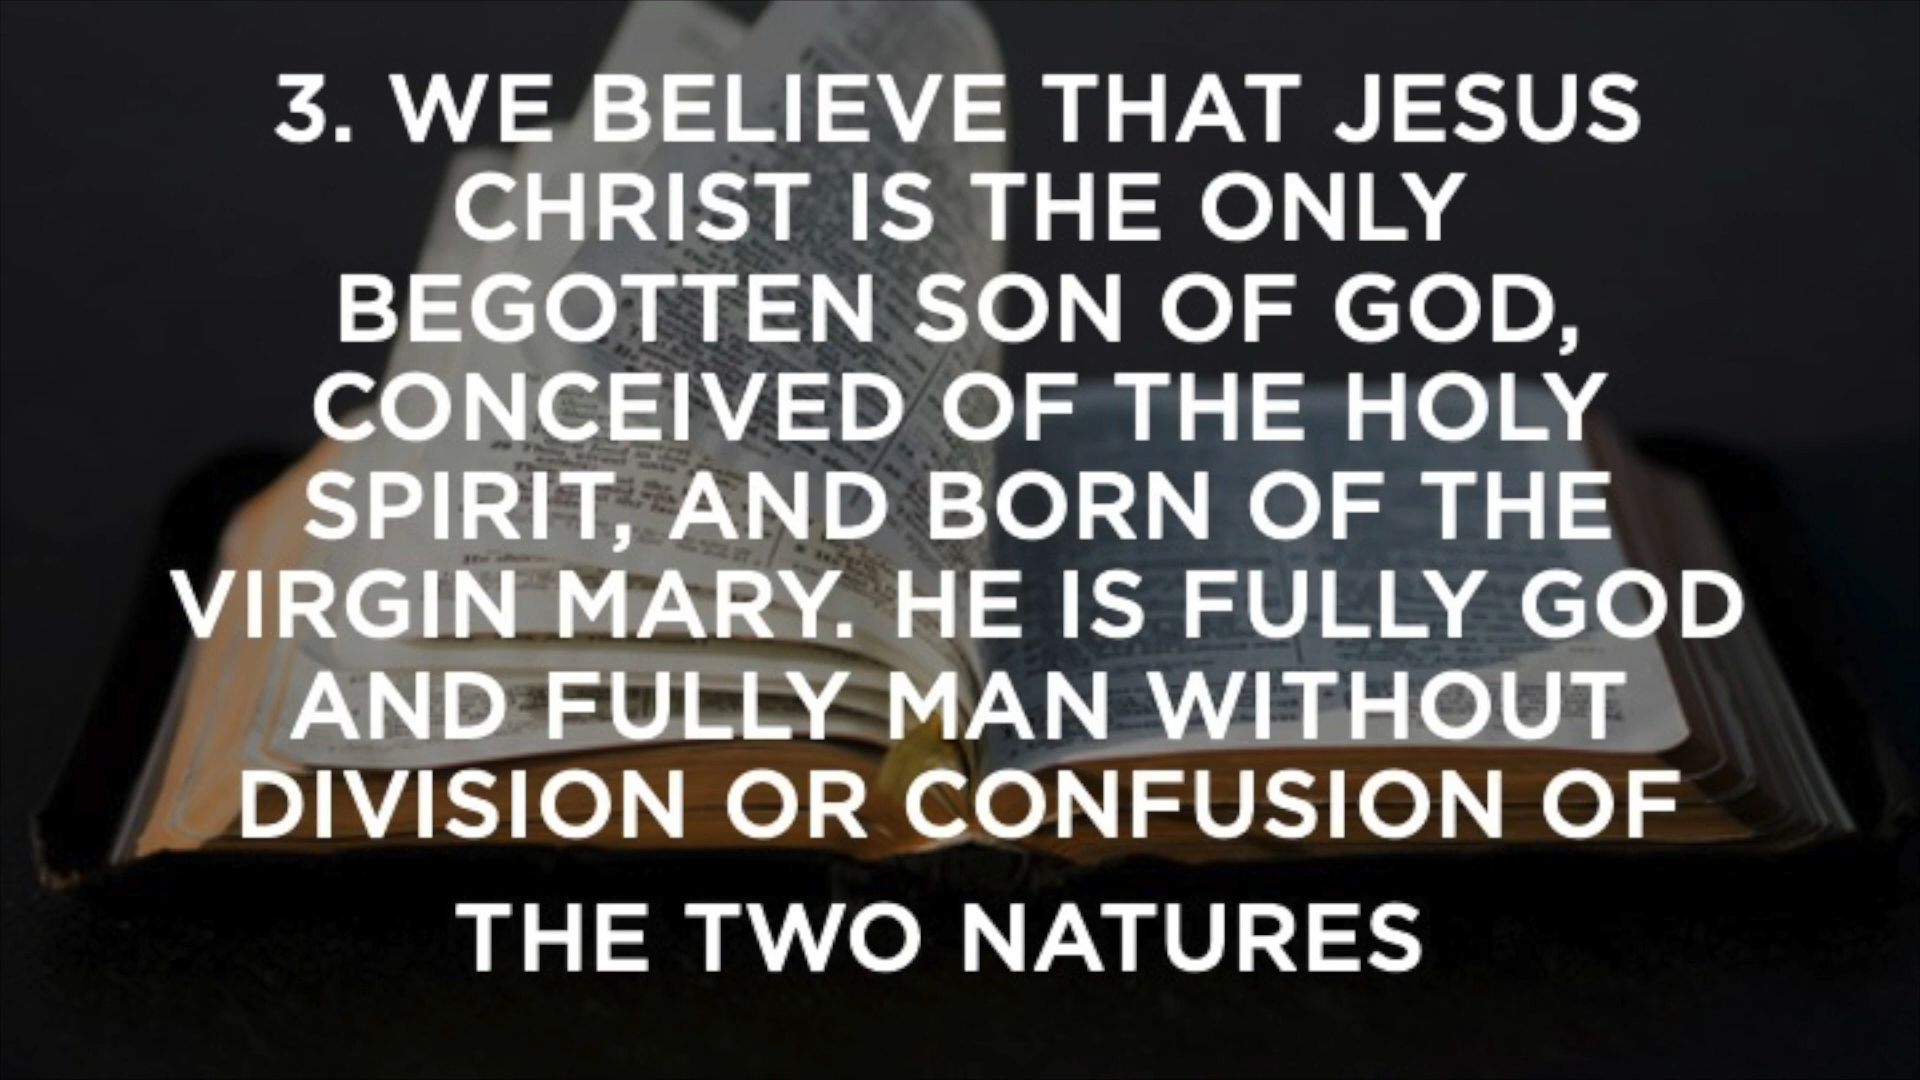 3. WE BELIEVE THAT JESUS
CHRIST IS THE ONLY
BEGOTTEN SON OF GOD,
CONCEIVED OF THE HOLY
SPIRIT, AND BORN OF THE
VIRGIN MARY. HE IS FULLY GOD
AND FULLY MAN WITHOUT
DIVISION OR CONFUSION OF
THE TWO NATURES